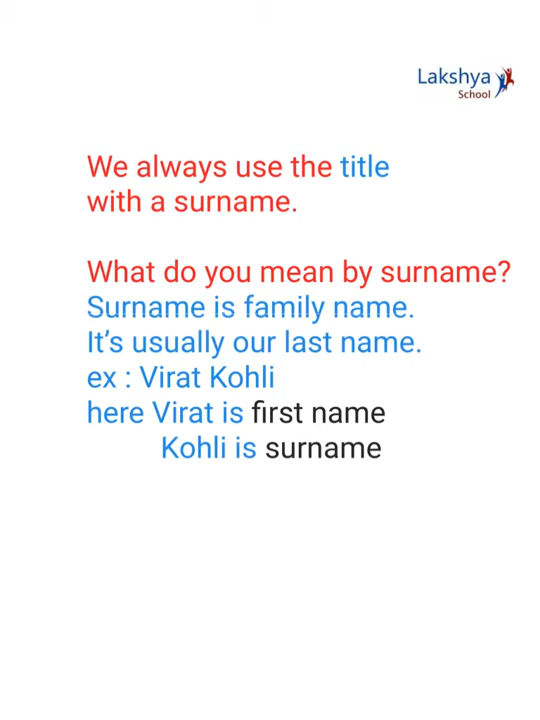 Lakshya
School
We always use the title
with a surname.
What do you mean by surname?
Surname is family name.
It’s usually our last name.
ex : Virat Kohli
here Virat is first name
Kohli is surname